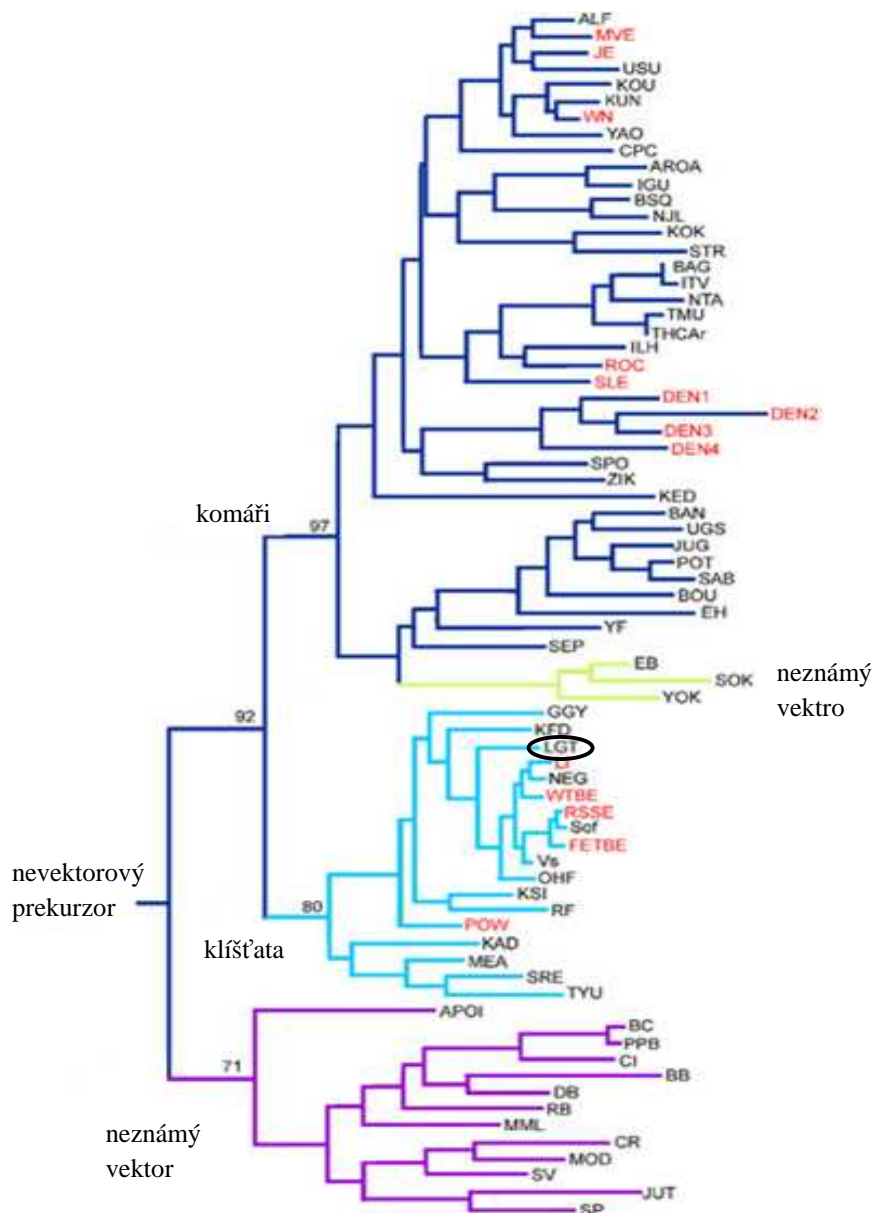 ALF
MVE
JE
USU
KOU
KUN
WN
YAO
CPC
AROA
IGU
BSQ
NJL
KOK
STR
BAG
ITV
NTA
TMU
THCAr
ILH
ROC
SLE
DEN1
DEN2
DEN3
DEN4
SPO
ZIK
KED
komáři
97
BAN
UGS
JUG
POT
SAB
BOU
EH
YF
SEP
EB
SOK
YOK
neznámý
vektro
92
GGY
KFD
LGT
LI
NEG
WTBE
RSSE
Sof
FETBE
Vs
OHF
KSI
RF
POW
KAD
MEA
SRE
TYU
nevektorový
prekurzor
80
klíšťata
APOI
71
BC
PPB
CI
BB
DB
RB
MML
CR
MOD
SV
JUT
SP
neznámý
vektor